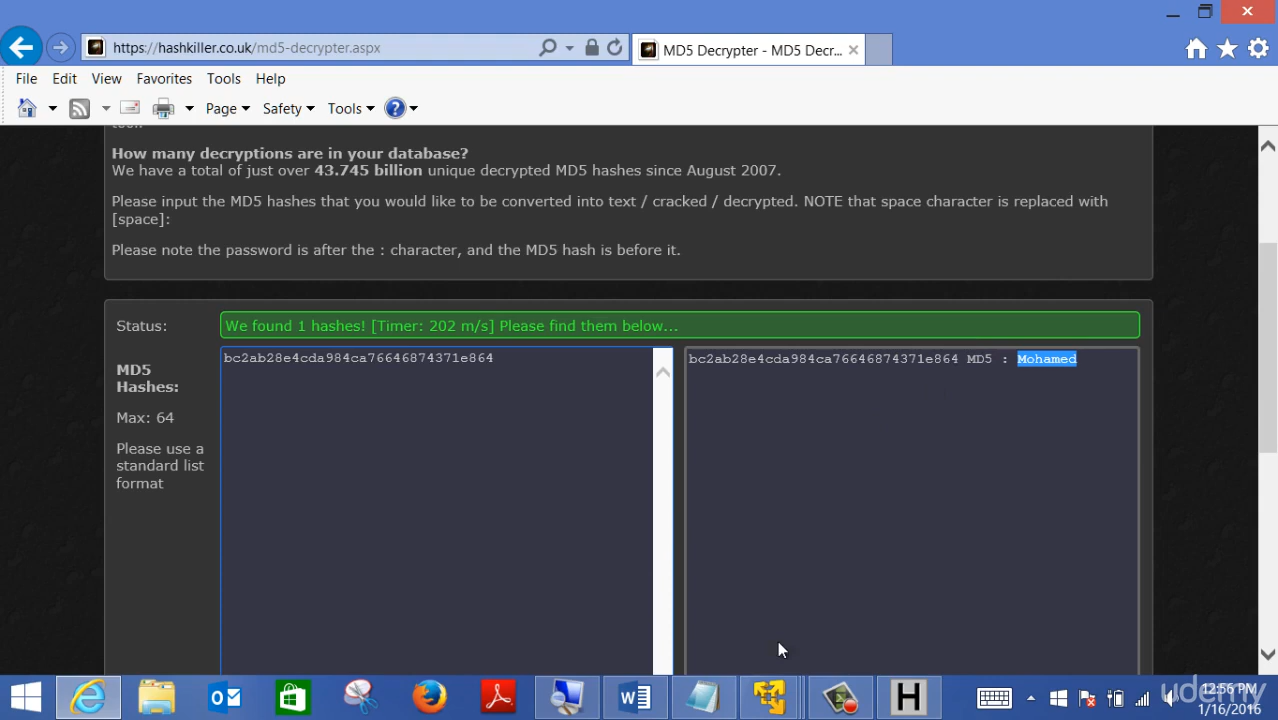 https://hashkiller.co.uk/md5-decrypter.aspx
MD5 Decrypter - MD5 Decr...
File Edit View Favorites Tools Help
Page Safety Tools
How many decryptions are in your database?
We have a total of just over 43.745 billion unique decrypted MD5 hashes since August 2007.
Please input the MD5 hashes that you would like to be converted into text / cracked / decrypted. NOTE that space character is replaced with
[space]:
Please note the password is after the : character, and the MD5 hash is before it.
Status:
We found 1 hashes! [Timer: 202 m/s] Please find them below...
MD5
Hashes:
Max: 64
Please use a
standard list
format
bc2ab28e4cda984ca76646874371e864
bc2ab28e4cda984ca76646874371e864 MD5 : Mohamed
H
12:56 PM
1/16/2016
udemy